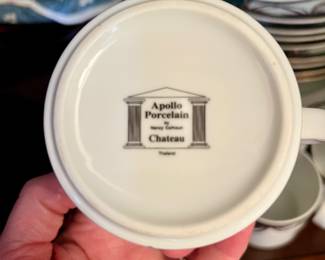 Apollo
Porcelain
by
Nancy Calhoun
Chateau
Thailand